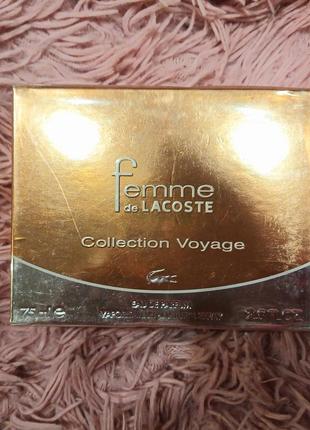 femme
de LACOSTE
Collection Voyage
75 ml e
EAU DE PARFUM